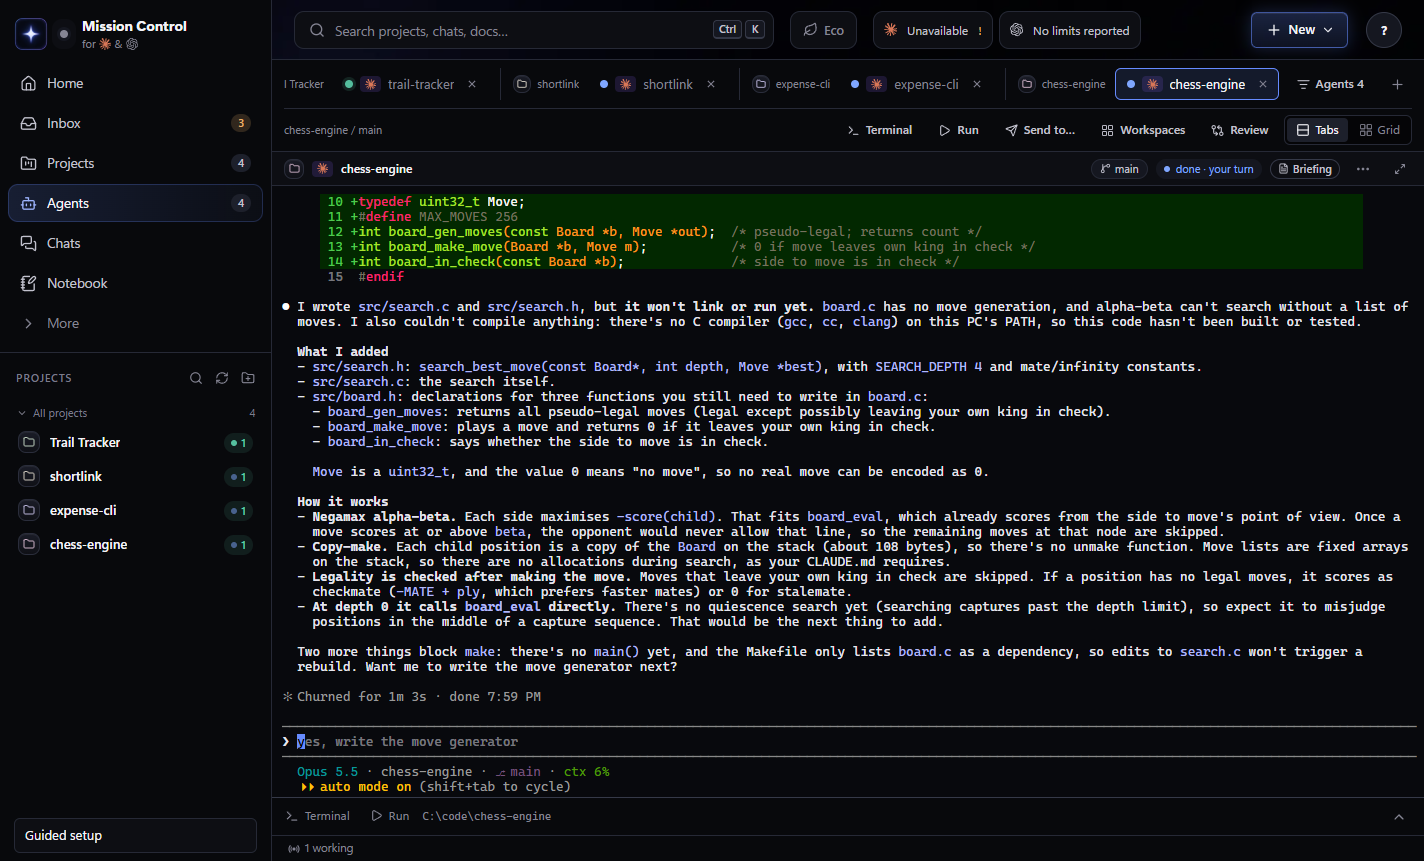 Mission Control
for &
Search projects, chats, docs...
Ctrl K
Eco
Unavailable !
No limits reported
+ New
?
Home
Inbox 3
Projects 4
Agents 4
Chats
Notebook
More
PROJECTS
All projects 4
Trail Tracker 1
shortlink 1
expense-cli 1
chess-engine 1
Guided setup
l Tracker trail-tracker × shortlink shortlink × expense-cli expense-cli × chess-engine chess-engine × Agents 4 +
chess-engine / main
Terminal Run Send to... Workspaces Review Tabs Grid
chess-engine main done · your turn Briefing ...
10 +typedef uint32_t Move;
11 +#define MAX_MOVES 256
12 +int board_gen_moves(const Board *b, Move *out); /* pseudo-legal; returns count */
13 +int board_make_move(Board *b, Move m); /* 0 if move leaves own king in check */
14 +int board_in_check(const Board *b); /* side to move is in check */
15 #endif
● I wrote src/search.c and src/search.h, but it won't link or run yet. board.c has no move generation, and alpha-beta can't search without a list of
moves. I also couldn't compile anything: there's no C compiler (gcc, cc, clang) on this PC's PATH, so this code hasn't been built or tested.
What I added
- src/search.h: search_best_move(const Board*, int depth, Move *best), with SEARCH_DEPTH 4 and mate/infinity constants.
- src/search.c: the search itself.
- src/board.h: declarations for three functions you still need to write in board.c:
- board_gen_moves: returns all pseudo-legal moves (legal except possibly leaving your own king in check).
- board_make_move: plays a move and returns 0 if it leaves your own king in check.
- board_in_check: says whether the side to move is in check.
Move is a uint32_t, and the value 0 means "no move", so no real move can be encoded as 0.
How it works
- Negamax alpha-beta. Each side maximises -score(child). That fits board_eval, which already scores from the side to move's point of view. Once a
move scores at or above beta, the opponent would never allow that line, so the remaining moves at that node are skipped.
- Copy-make. Each child position is a copy of the Board on the stack (about 108 bytes), so there's no unmake function. Move lists are fixed arrays
on the stack, so there are no allocations during search, as your CLAUDE.md requires.
- Legality is checked after making the move. Moves that leave your own king in check are skipped. If a position has no legal moves, it scores as
checkmate (-MATE + ply, which prefers faster mates) or 0 for stalemate.
- At depth 0 it calls board_eval directly. There's no quiescence search yet (searching captures past the depth limit), so expect it to misjudge
positions in the middle of a capture sequence. That would be the next thing to add.
Two more things block make: there's no main() yet, and the Makefile only lists board.c as a dependency, so edits to search.c won't trigger a
rebuild. Want me to write the move generator next?
✻ Churned for 1m 3s · done 7:59 PM
❯ yes, write the move generator
Opus 5.5 · chess-engine · main · ctx 6%
⏵⏵ auto mode on (shift+tab to cycle)
Terminal Run C:\code\chess-engine
1 working